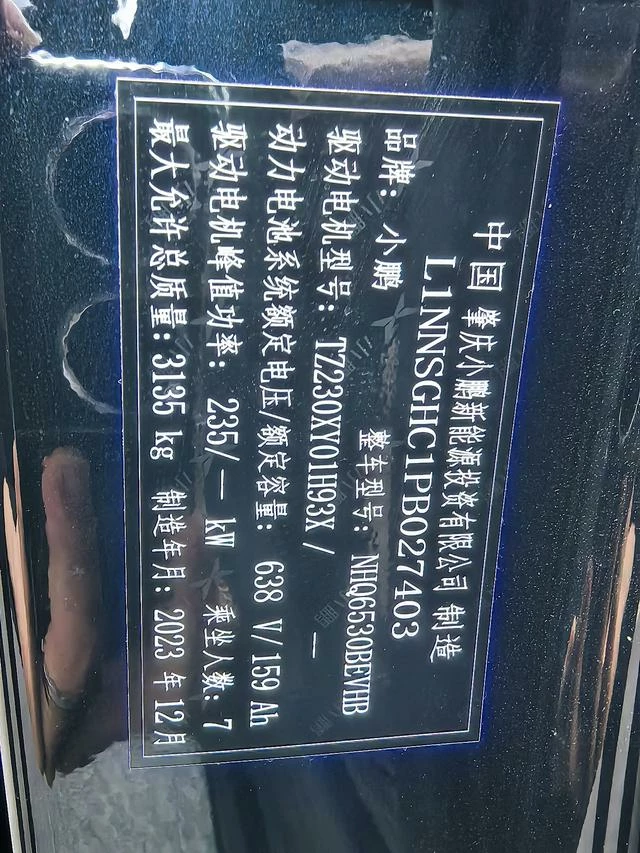 中国 肇庆小鹏新能源投资有限公司 制造
L1NNSGHC1PB027403
品牌: 小鹏 整车型号: NHQ6530BEVHB
驱动电机型号: TZ230XY01H93X / —
动力电池系统额定电压/额定容量: 638 V/159 Ah
驱动电机峰值功率: 235/— kW 乘坐人数: 7
最大允许总质量: 3135 kg 制造年月: 2023 年 12 月